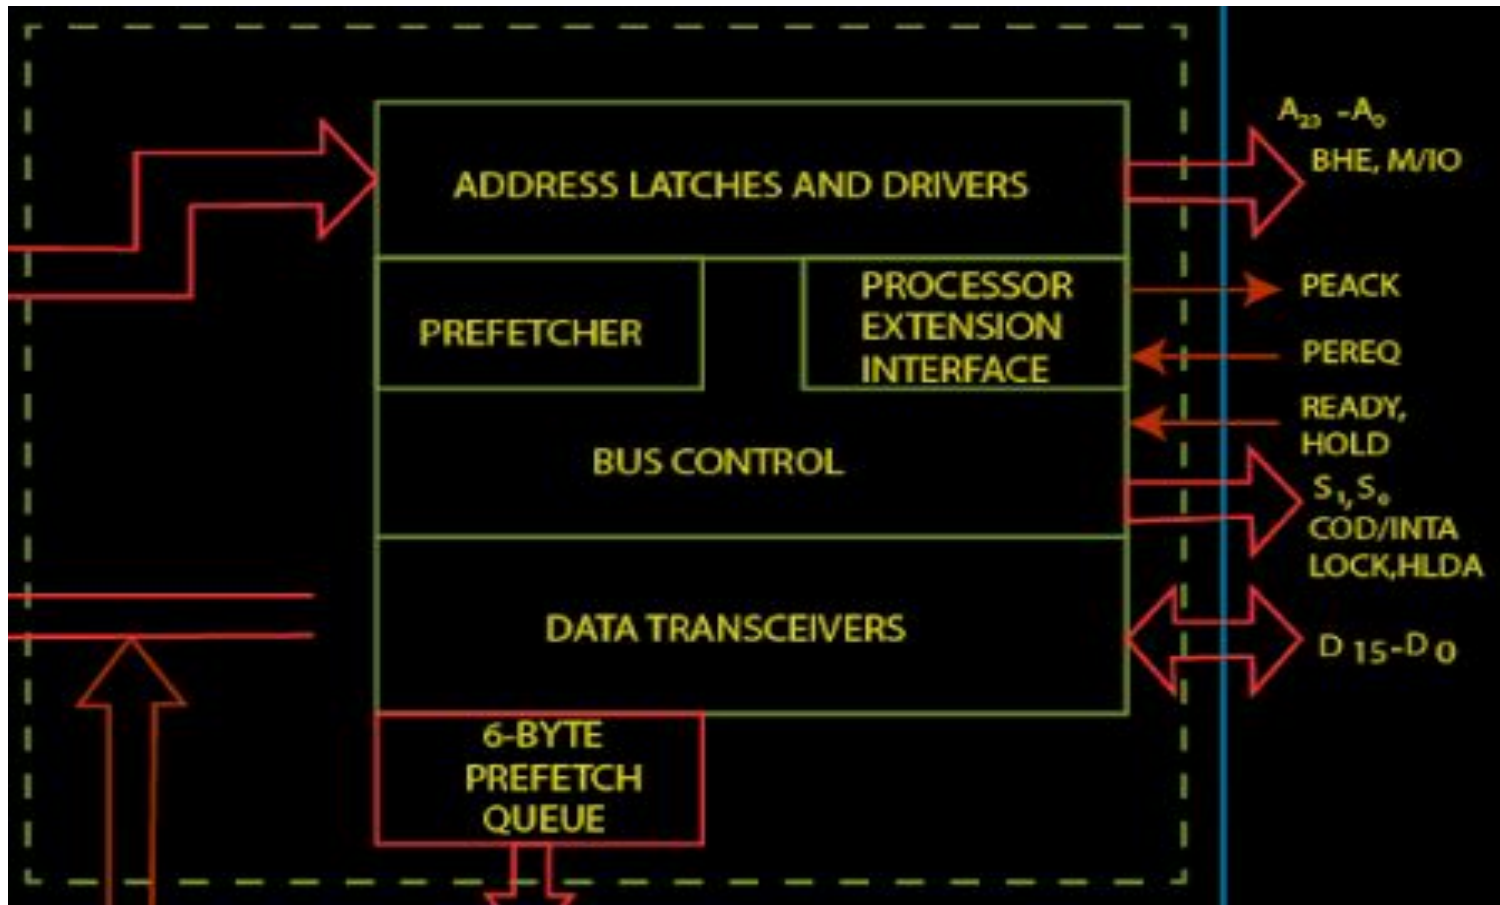 A23 -A0
BHE, M/IO
ADDRESS LATCHES AND DRIVERS
PREFETCHER
PROCESSOR
EXTENSION
INTERFACE
PEACK
PEREQ
READY,
HOLD
BUS CONTROL
S1,S0
COD/INTA
LOCK,HLDA
DATA TRANSCEIVERS
D 15-D 0
6-BYTE
PREFETCH
QUEUE